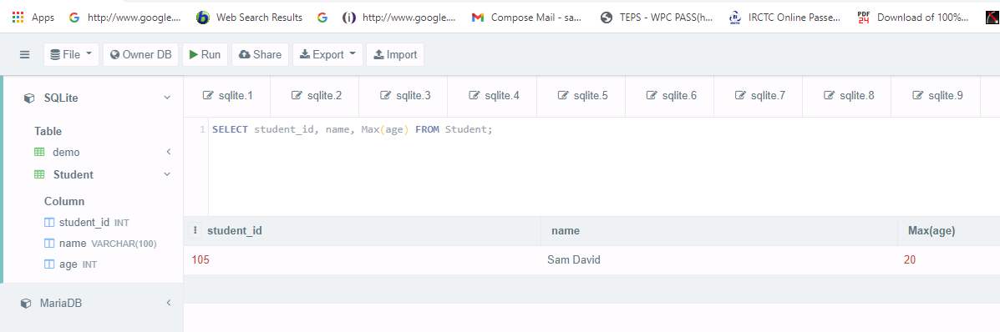 Apps http://www.google.... Web Search Results http://www.google.... Compose Mail - sa... TEPS - WPC PASS(h... IRCTC Online Passe... PDF 24 Download of 100%...
File Owner DB Run Share Export Import
SQLite
Table
demo
Student
Column
student_id INT
name VARCHAR(100)
age INT
MariaDB
sqlite.1 sqlite.2 sqlite.3 sqlite.4 sqlite.5 sqlite.6 sqlite.7 sqlite.8 sqlite.9
1 SELECT student_id, name, Max(age) FROM Student;
student_id name Max(age)
105 Sam David 20